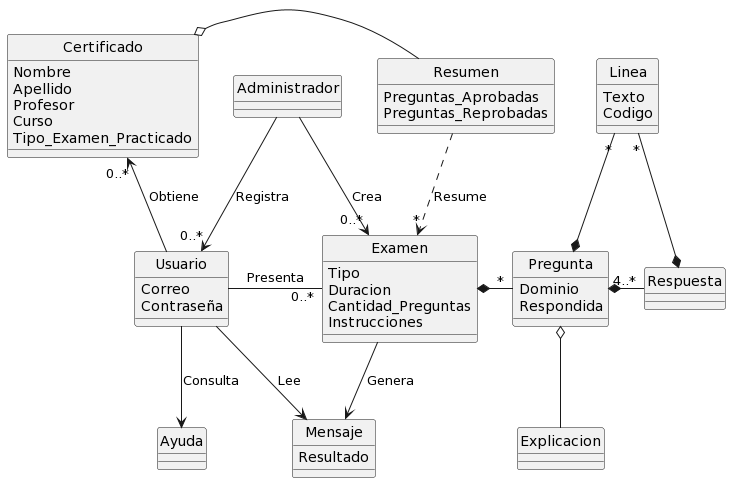 Certificado
Nombre
Apellido
Profesor
Curso
Tipo_Examen_Practicado
Administrador
Resumen
Preguntas_Aprobadas
Preguntas_Reprobadas
Linea
Texto
Codigo
0..*
Obtiene
Registra
0..*
Crea
0..*
Resume
*
*
*
Usuario
Correo
Contraseña
Presenta
0..*
Examen
Tipo
Duracion
Cantidad_Preguntas
Instrucciones
*
Pregunta
Dominio
Respondida
4..*
Respuesta
Consulta
Lee
Genera
Ayuda
Mensaje
Resultado
Explicacion